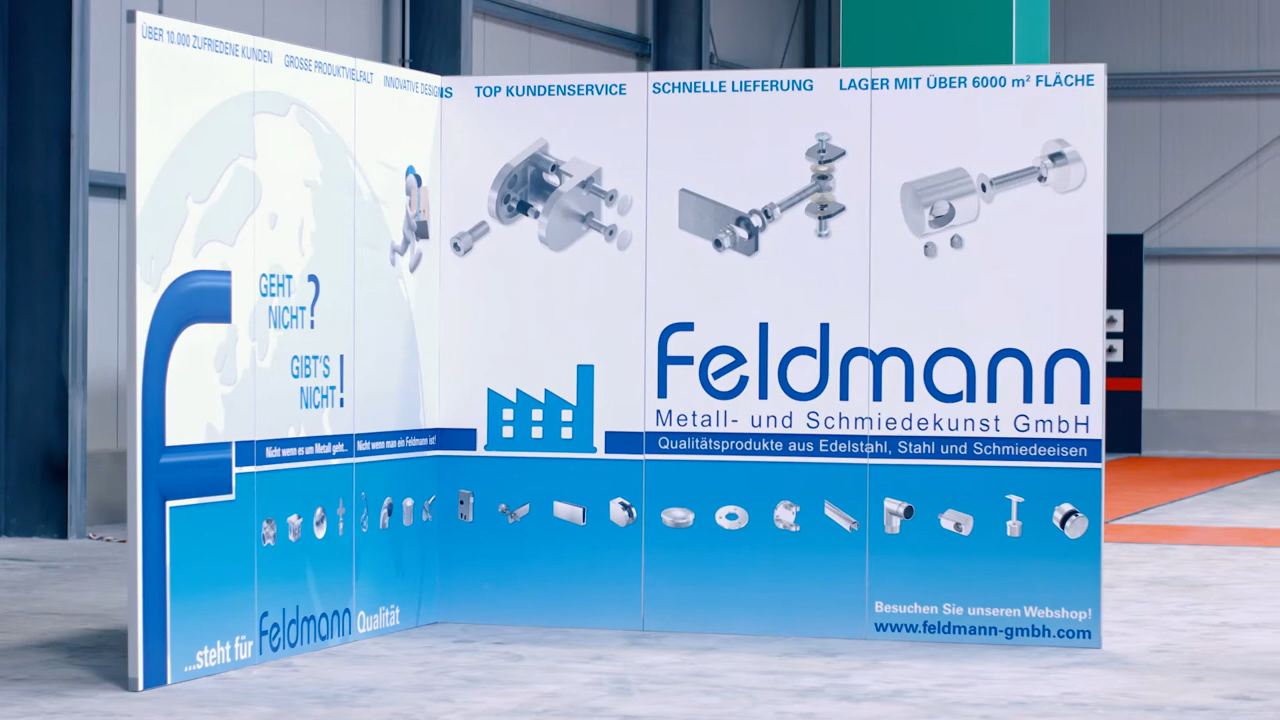 ÜBER 10.000 ZUFRIEDENE KUNDEN
GROSSE PRODUKTVIELFALT
INNOVATIVE DESIGNS
TOP KUNDENSERVICE
SCHNELLE LIEFERUNG
LAGER MIT ÜBER 6000 m² FLÄCHE
GEHT
NICHT?
GIBT'S
NICHT!
f
Nicht wenn es um Metall geht...
Nicht wenn man ein Feldmann ist!
Feldmann
Metall- und Schmiedekunst GmbH
Qualitätsprodukte aus Edelstahl, Stahl und Schmiedeeisen
...steht für Feldmann Qualität
Besuchen Sie unseren Webshop!
www.feldmann-gmbh.com